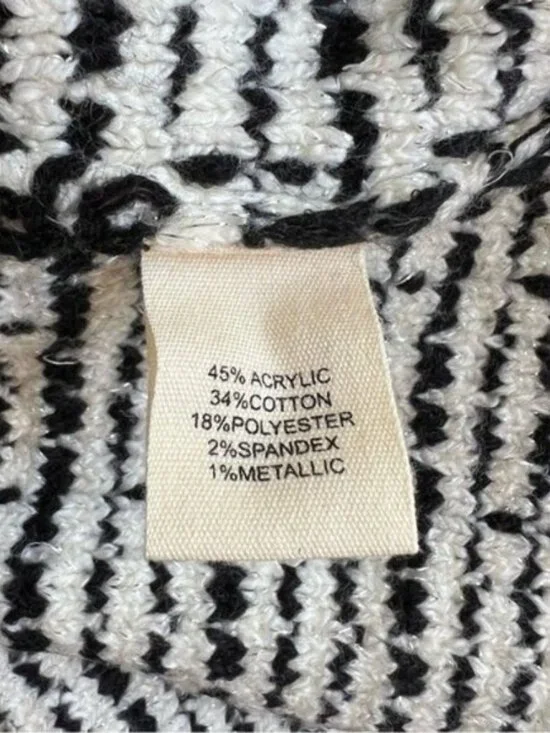 45% ACRYLIC
34%COTTON
18%POLYESTER
2%SPANDEX
1%METALLIC